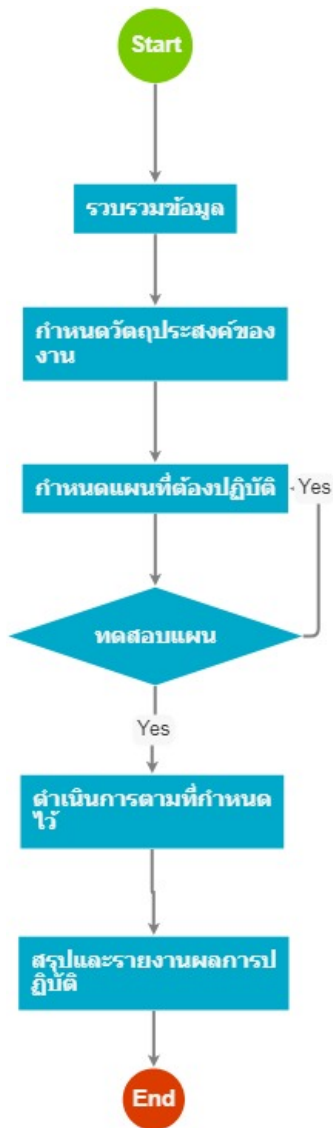 Start
รวบรวมข้อมูล
กำหนดวัตถุประสงค์ของ
งาน
กำหนดแผนที่ต้องปฏิบัติ
Yes
ทดสอบแผน
Yes
ดำเนินการตามที่กำหนด
ไว้
สรุปและรายงานผลการป
ฏิบัติ
End